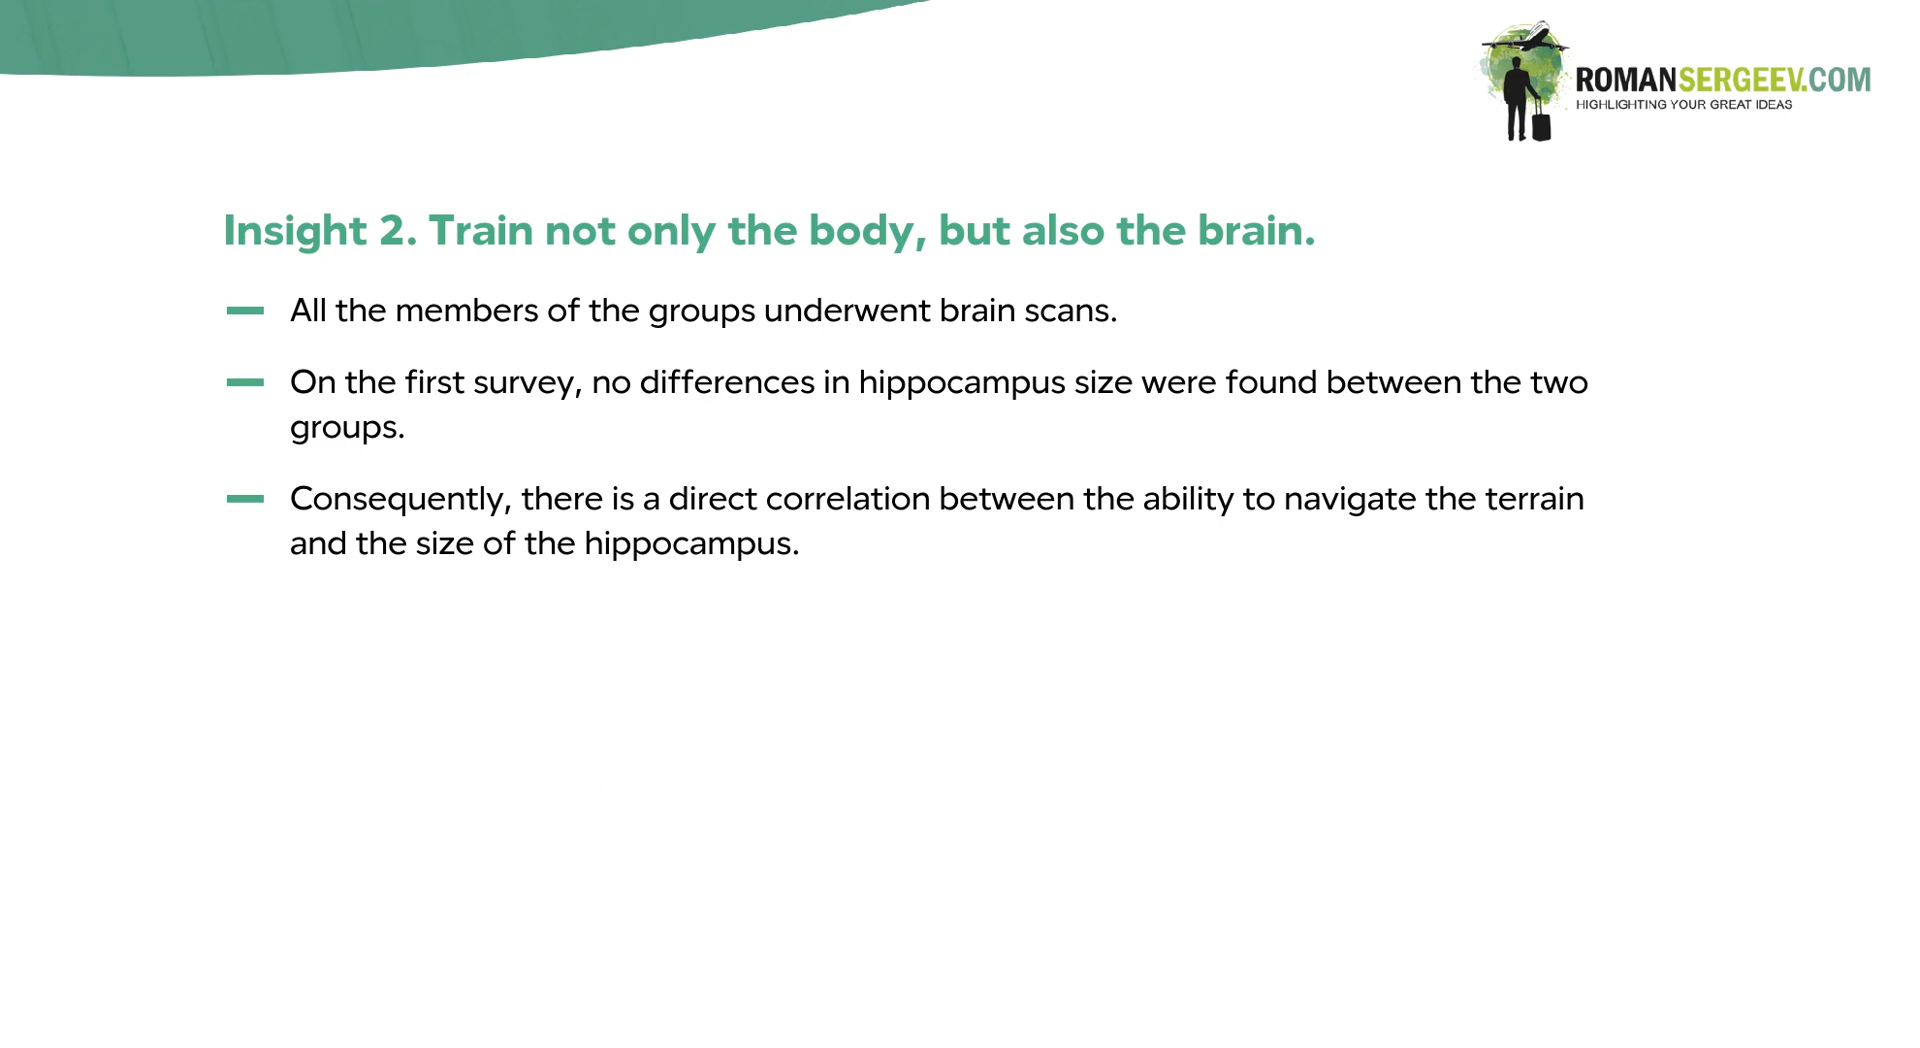 ROMANSERGEEV.COM
HIGHLIGHTING YOUR GREAT IDEAS
Insight 2. Train not only the body, but also the brain.
All the members of the groups underwent brain scans.
On the first survey, no differences in hippocampus size were found between the two
groups.
Consequently, there is a direct correlation between the ability to navigate the terrain
and the size of the hippocampus.